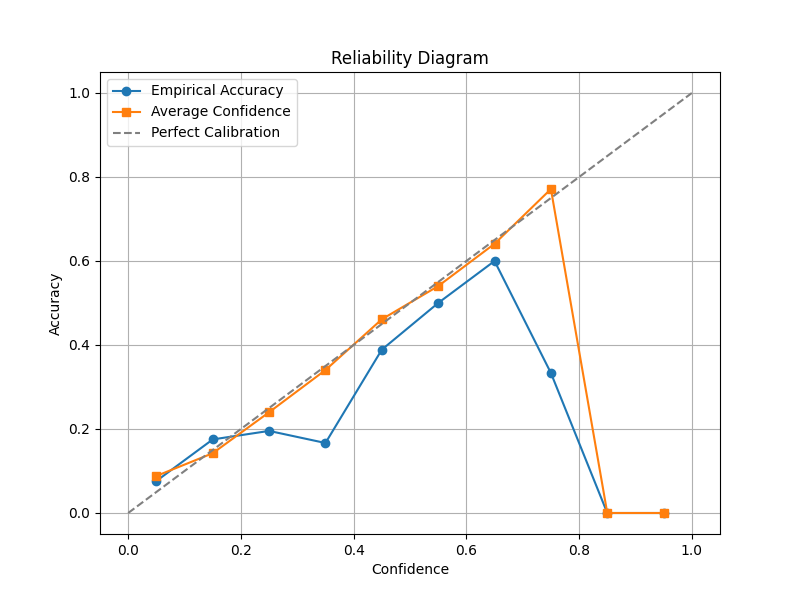 Reliability Diagram
Empirical Accuracy
Average Confidence
Perfect Calibration
1.0
0.8
0.6
0.4
0.2
0.0
Accuracy
0.0 0.2 0.4 0.6 0.8 1.0
Confidence